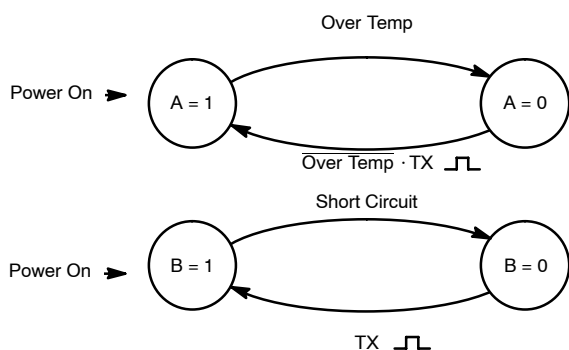 Over Temp
Power On
A = 1
A = 0
Over Temp · TX
Short Circuit
Power On
B = 1
B = 0
TX